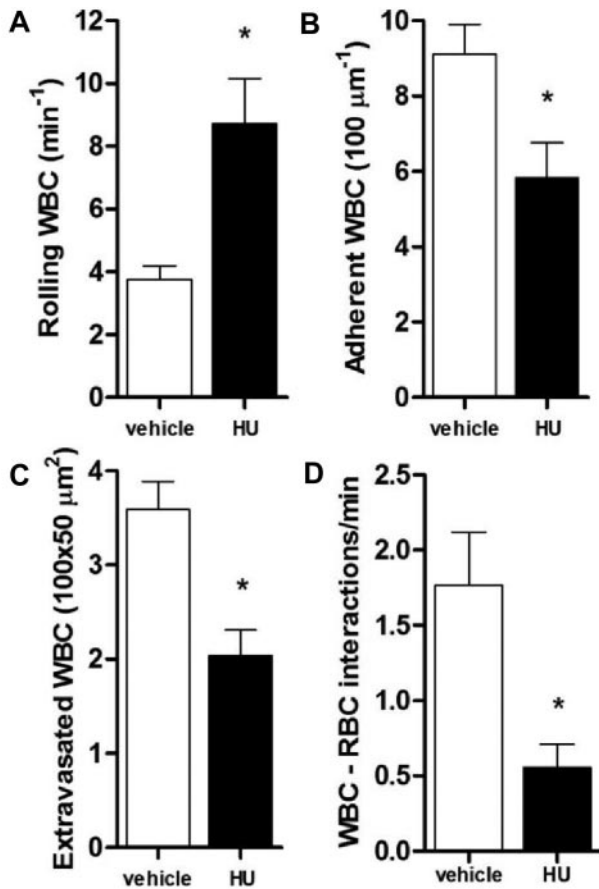 A
Rolling WBC (min⁻¹)
12
10
8
6
4
2
0
*
vehicle HU
B
Adherent WBC (100 μm⁻¹)
10
8
6
4
2
0
*
vehicle HU
C
Extravasated WBC (100x50 μm²)
4
3
2
1
0
*
vehicle HU
D
WBC - RBC interactions/min
2.5
2.0
1.5
1.0
0.5
0.0
*
vehicle HU